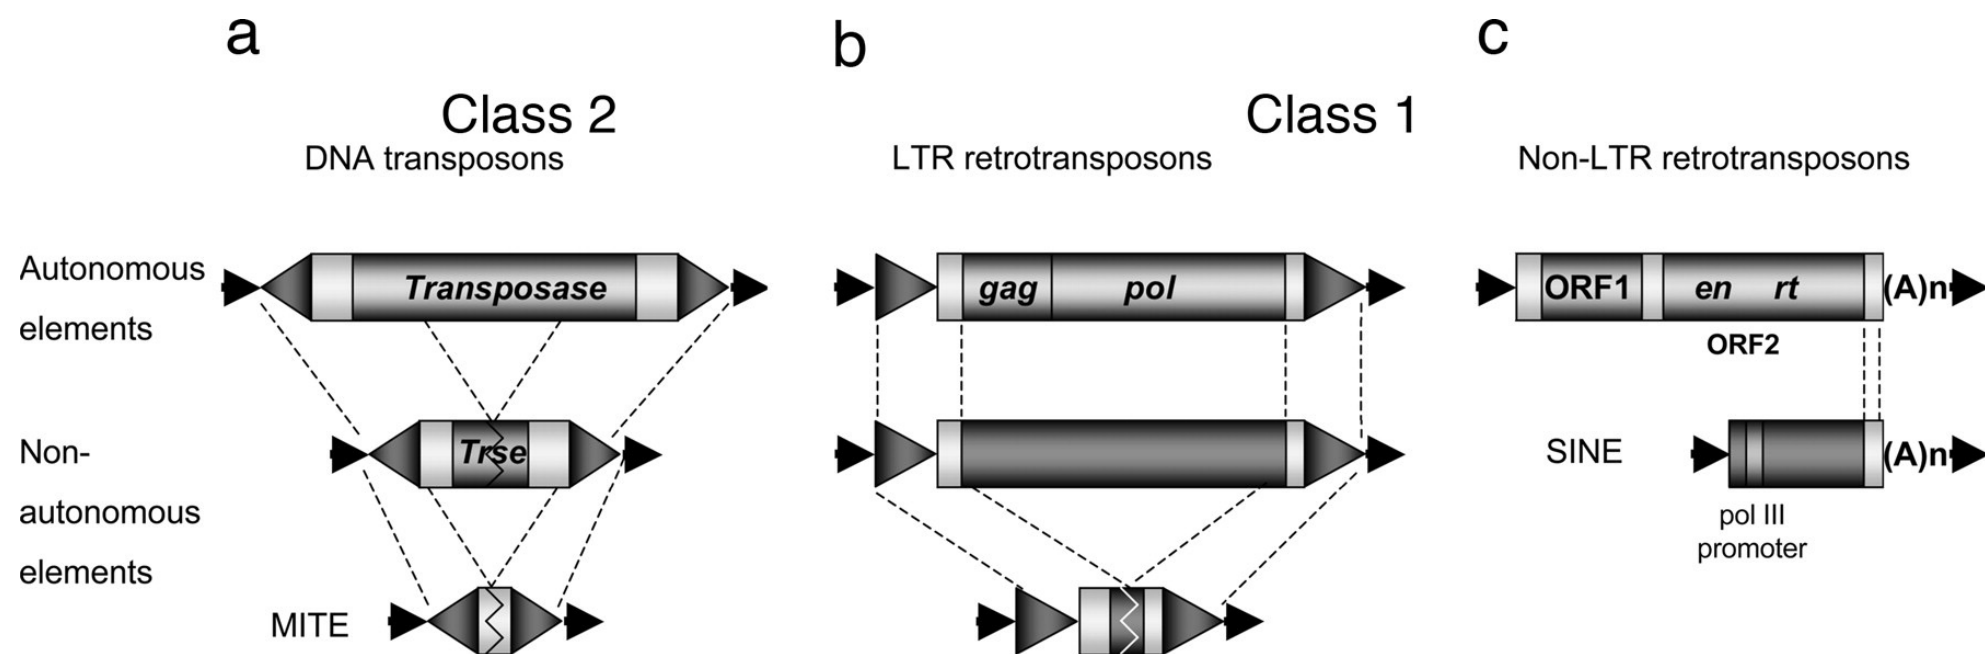 a
b
c
Class 2
Class 1
DNA transposons
LTR retrotransposons
Non-LTR retrotransposons
Autonomous
elements
Transposase
gag
pol
ORF1
en
rt
(A)n
ORF2
Non-
autonomous
elements
Trse
SINE
(A)n
pol III
promoter
MITE